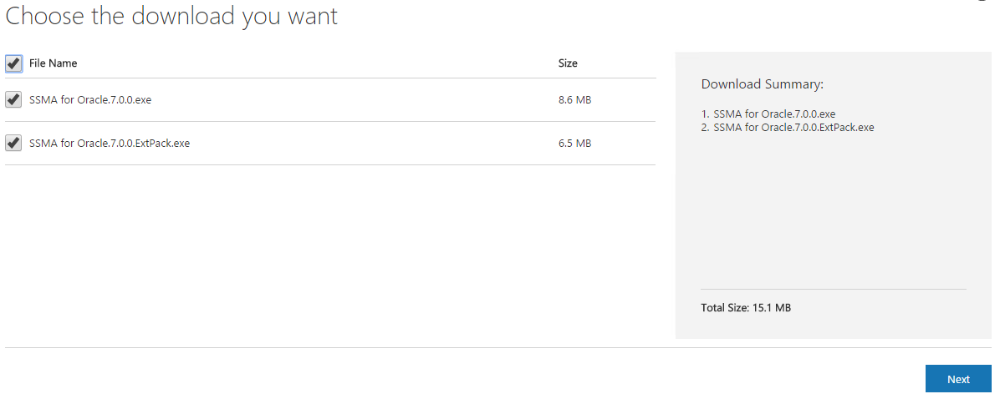 Choose the download you want
File Name Size
SSMA for Oracle.7.0.0.exe 8.6 MB
SSMA for Oracle.7.0.0.ExtPack.exe 6.5 MB
Download Summary:
1. SSMA for Oracle.7.0.0.exe
2. SSMA for Oracle.7.0.0.ExtPack.exe
Total Size: 15.1 MB
Next